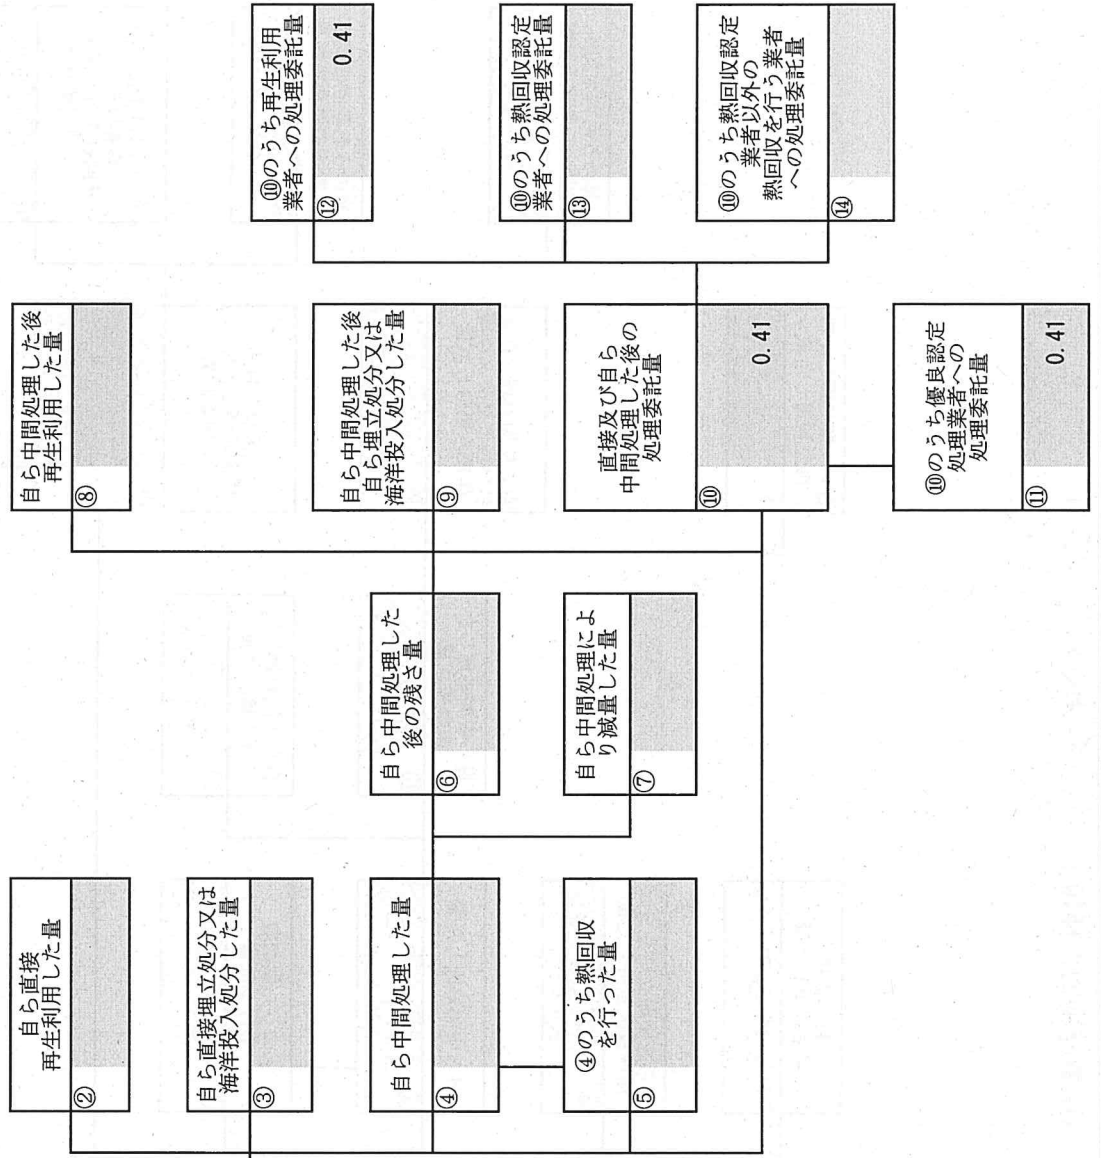 自ら直接
再生利用した量
②
自ら直接埋立処分又は
海洋投入処分した量
③
自ら中間処理した量
④
④のうち熱回収
を行った量
⑤
自ら中間処理した
後の残さ量
⑥
自ら中間処理によ
り減量した量
⑦
自ら中間処理した後
再生利用した量
⑧
自ら中間処理した後
自ら埋立処分又は
海洋投入処分した量
⑨
直接及び自ら
中間処理した後の
処理委託量
⑩
0.41
⑩のうち優良認定
処理業者への
処理委託量
⑪
0.41
⑩のうち再生利用
業者への処理委託量
⑫
0.41
⑩のうち熱回収認定
業者への処理委託量
⑬
⑩のうち熱回収認定
業者以外の
熱回収を行う業者
への処理委託量
⑭